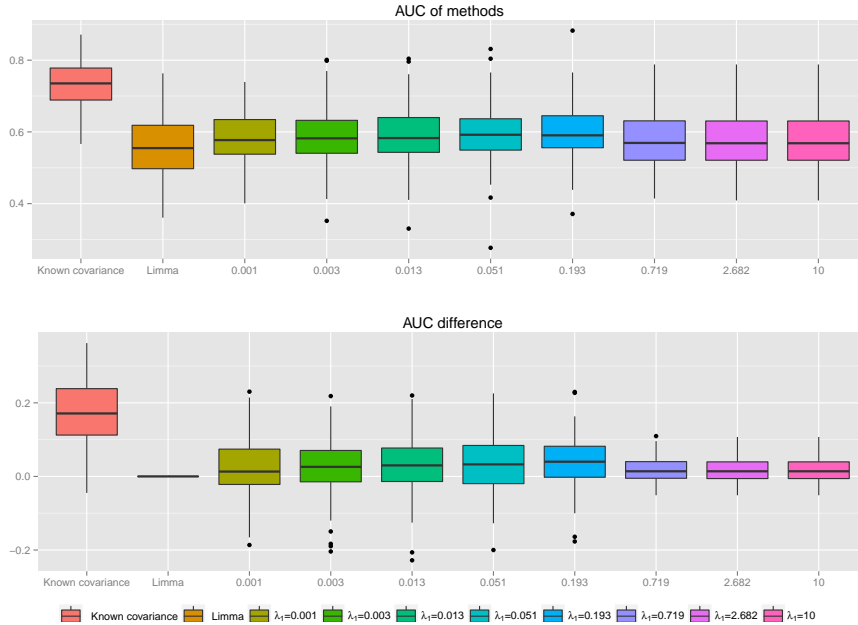 AUC of methods
0.8
0.6
0.4
Known covariance Limma 0.001 0.003 0.013 0.051 0.193 0.719 2.682 10
AUC difference
0.2
0.0
−0.2
Known covariance Limma 0.001 0.003 0.013 0.051 0.193 0.719 2.682 10
Known covariance Limma λ₁=0.001 λ₁=0.003 λ₁=0.013 λ₁=0.051 λ₁=0.193 λ₁=0.719 λ₁=2.682 λ₁=10